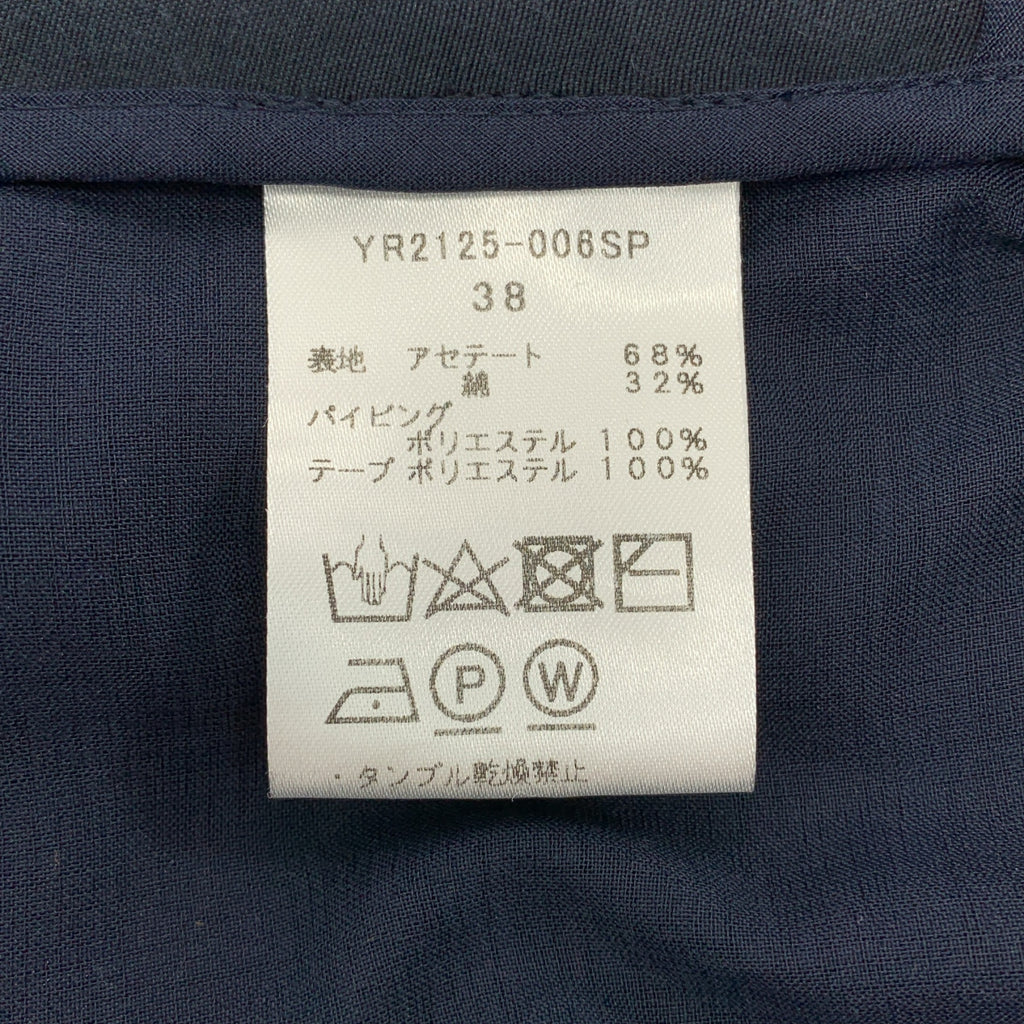 YR2125-006SP
38
表地 アセテート 68%
綿 32%
パイピング
ポリエステル 100%
テープ ポリエステル 100%
P W
・タンブル乾燥禁止